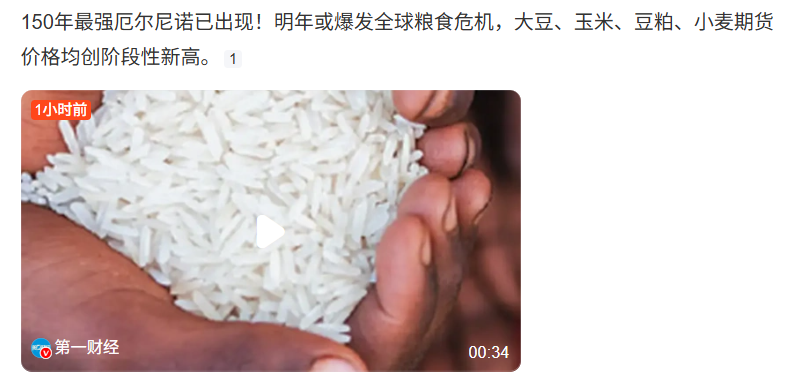 150年最强厄尔尼诺已出现！明年或爆发全球粮食危机，大豆、玉米、豆粕、小麦期货
价格均创阶段性新高。 1
1小时前
第一财经
00:34